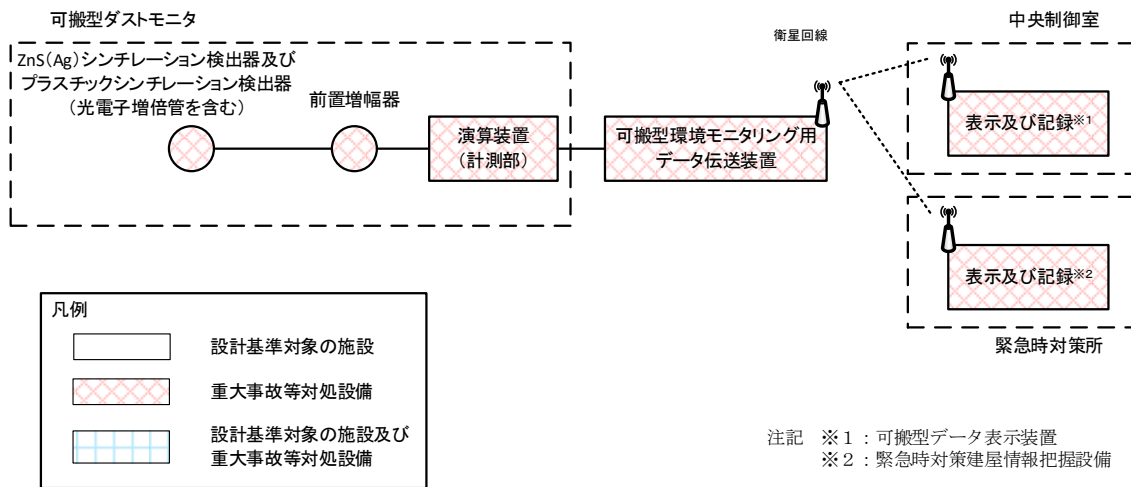 可搬型ダストモニタ
ZnS(Ag)シンチレーション検出器及び
プラスチックシンチレーション検出器
(光電子増倍管を含む)
前置増幅器
演算装置
(計測部)
可搬型環境モニタリング用
データ伝送装置
衛星回線
中央制御室
表示及び記録※1
表示及び記録※2
緊急時対策所
凡例
設計基準対象の施設
重大事故等対処設備
設計基準対象の施設及び
重大事故等対処設備
注記 ※1:可搬型データ表示装置
※2:緊急時対策建屋情報把握設備